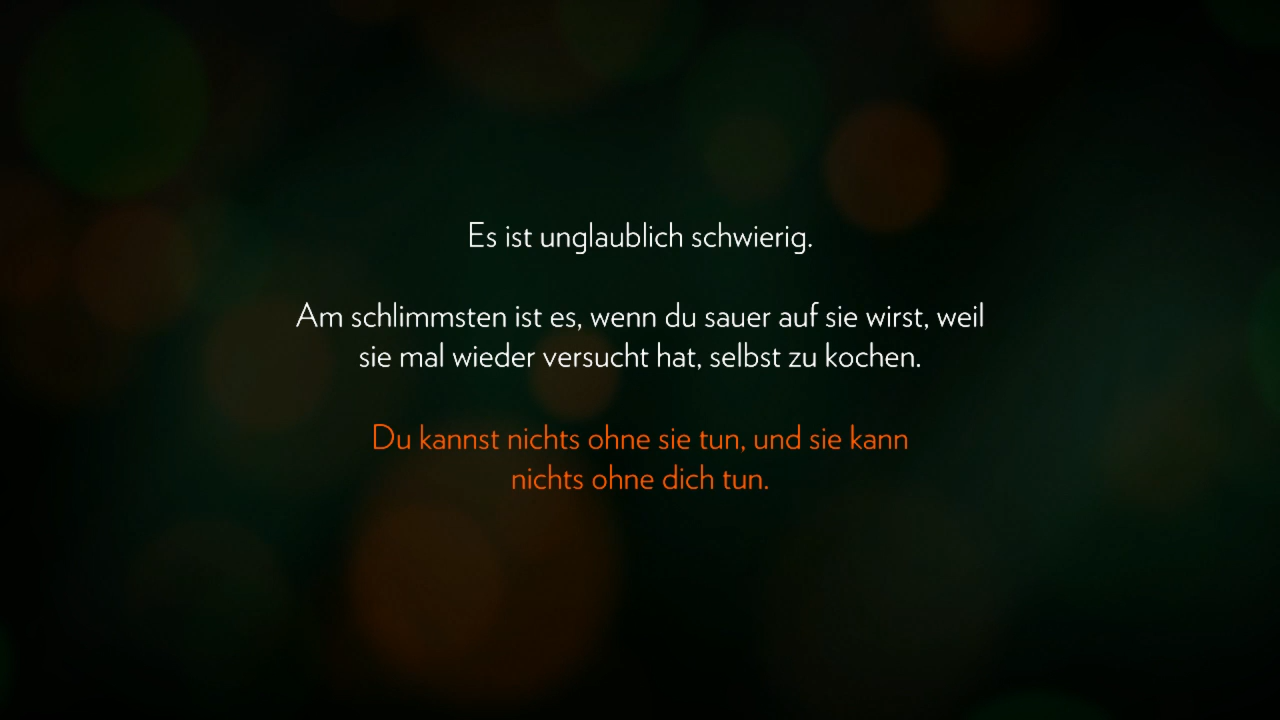 Es ist unglaublich schwierig.
Am schlimmsten ist es, wenn du sauer auf sie wirst, weil
sie mal wieder versucht hat, selbst zu kochen.
Du kannst nichts ohne sie tun, und sie kann
nichts ohne dich tun.